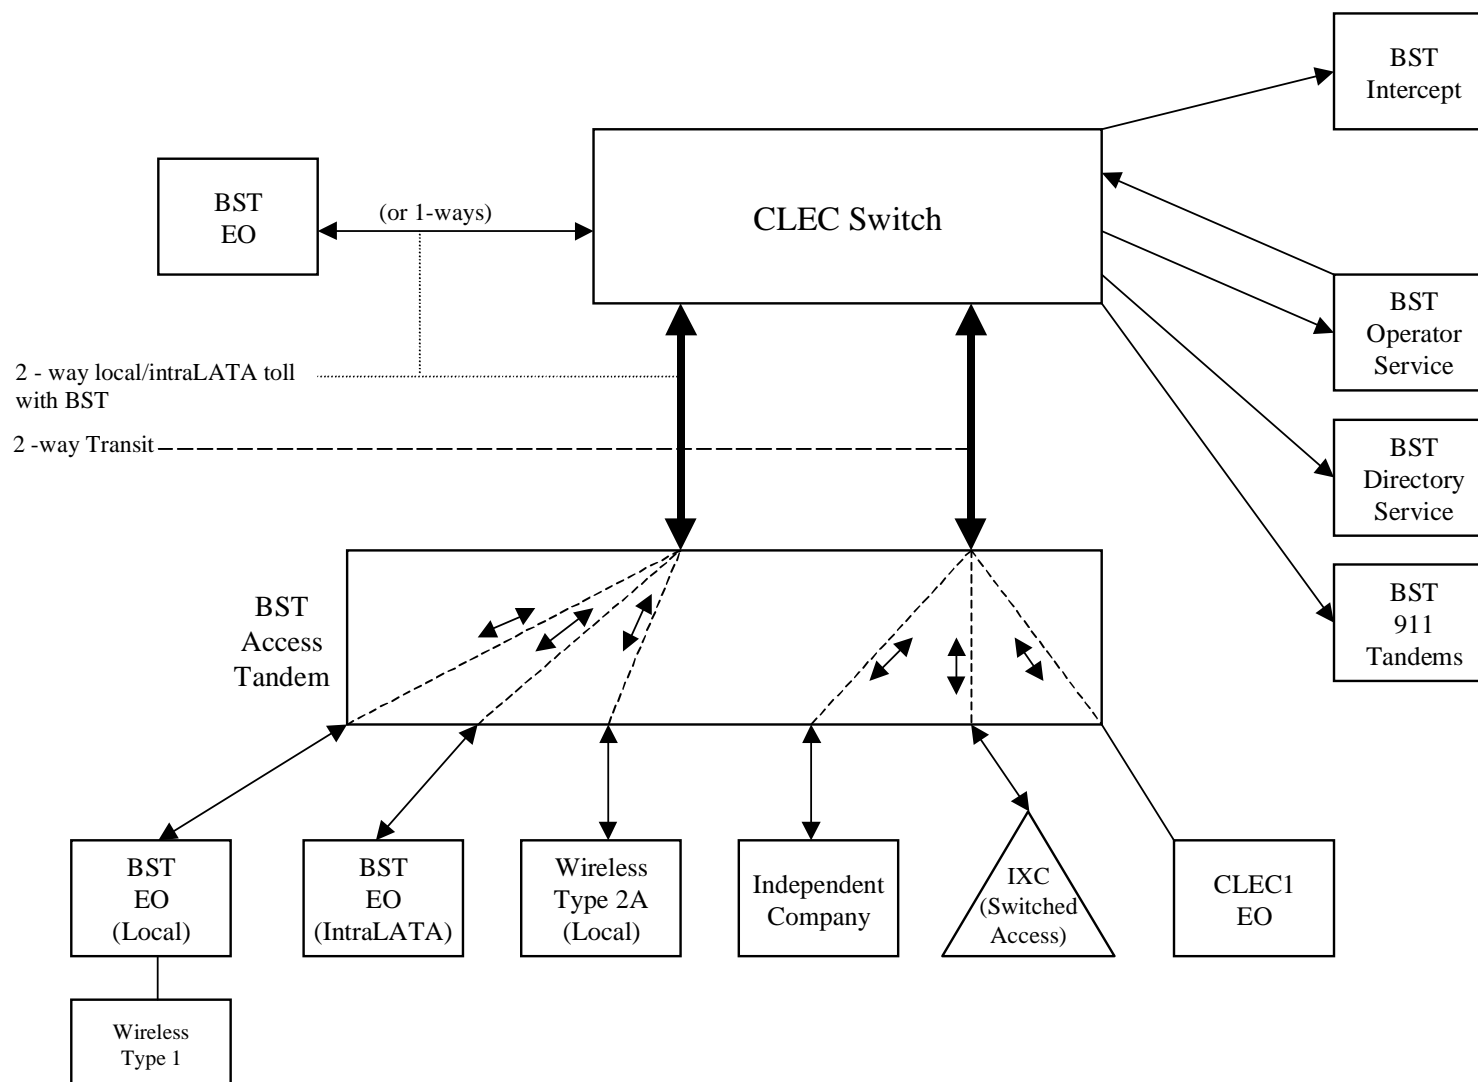 BST
Intercept
BST
EO
(or 1-ways)
CLEC Switch
BST
Operator
Service
2 - way local/intraLATA toll
with BST
2 -way Transit
BST
Directory
Service
BST
911
Tandems
BST
Access
Tandem
BST
EO
(Local)
BST
EO
(IntraLATA)
Wireless
Type 2A
(Local)
Independent
Company
IXC
(Switched
Access)
CLEC1
EO
Wireless
Type 1